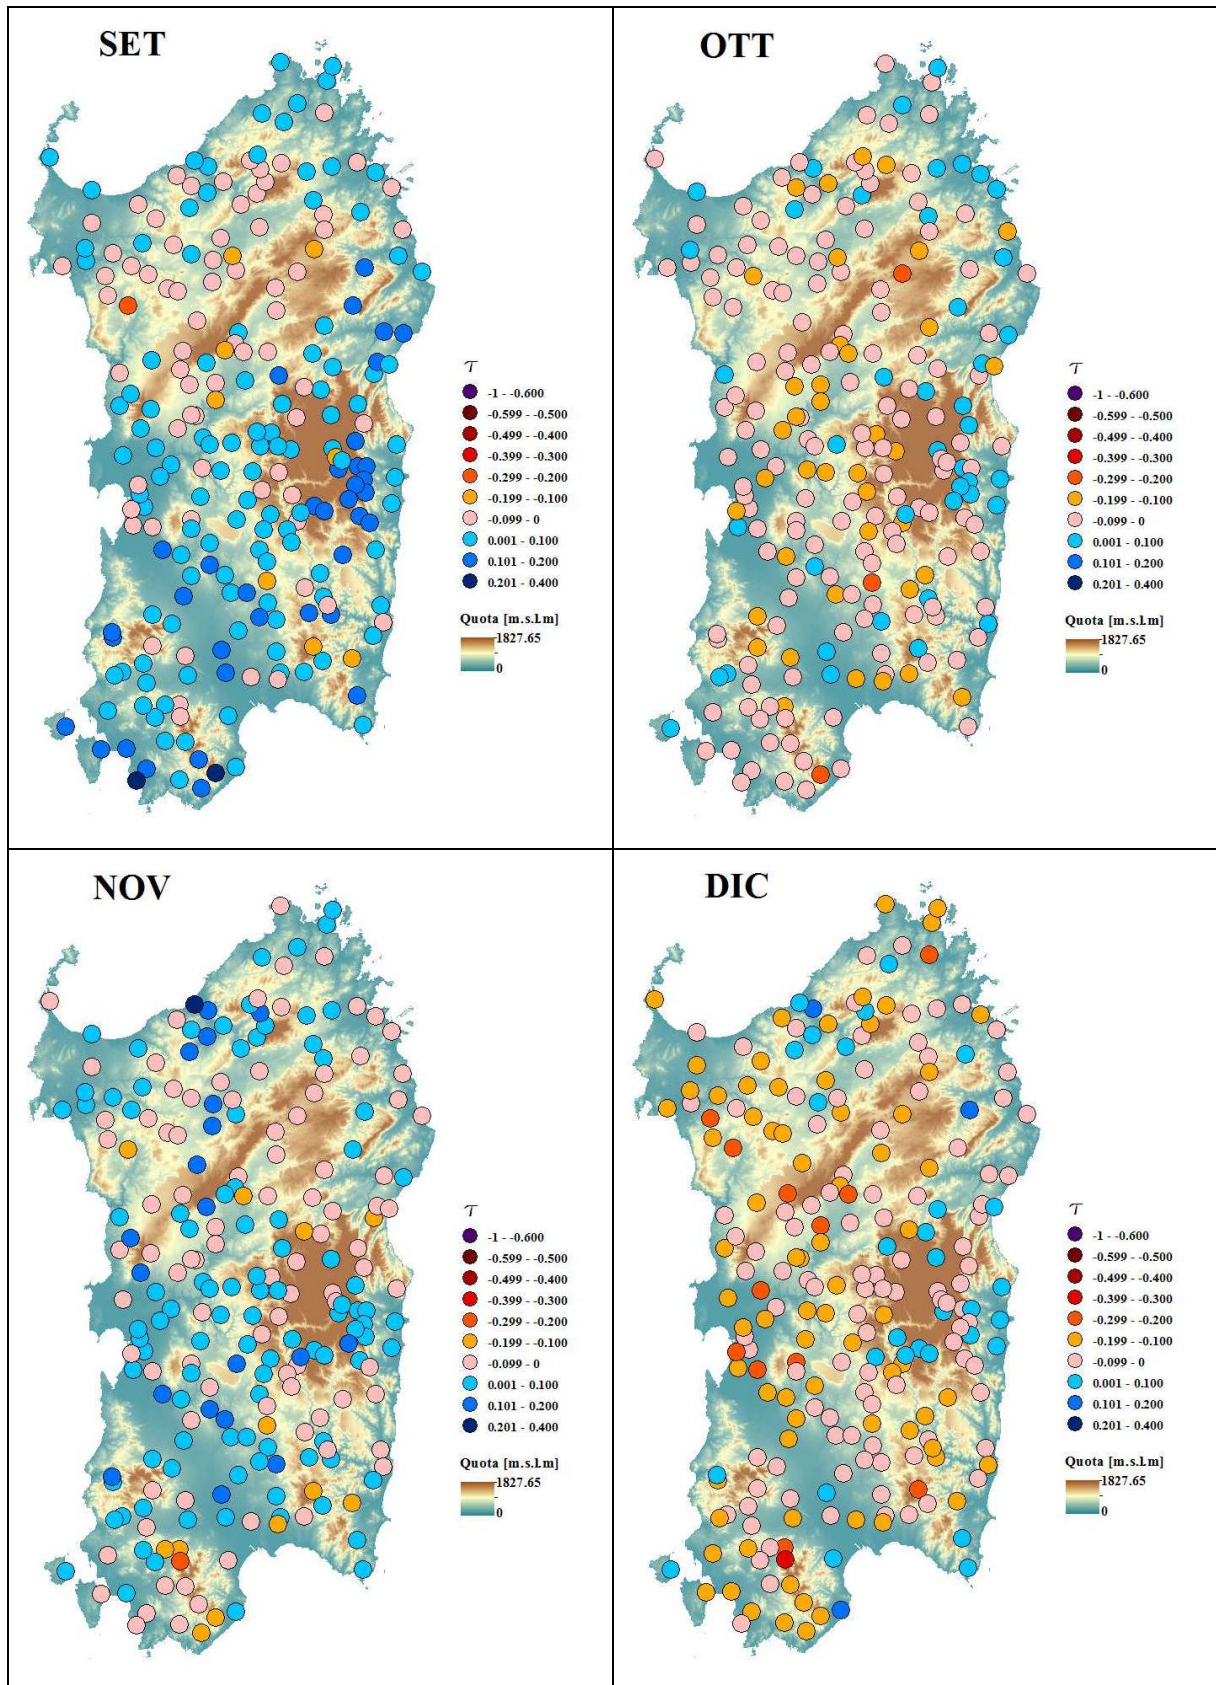 SET
τ
-1 - -0.600
-0.599 - -0.500
-0.499 - -0.400
-0.399 - -0.300
-0.299 - -0.200
-0.199 - -0.100
-0.099 - 0
0.001 - 0.100
0.101 - 0.200
0.201 - 0.400
Quota [m.s.l.m]
1827.65
0
OTT
τ
-1 - -0.600
-0.599 - -0.500
-0.499 - -0.400
-0.399 - -0.300
-0.299 - -0.200
-0.199 - -0.100
-0.099 - 0
0.001 - 0.100
0.101 - 0.200
0.201 - 0.400
Quota [m.s.l.m]
1827.65
0
NOV
τ
-1 - -0.600
-0.599 - -0.500
-0.499 - -0.400
-0.399 - -0.300
-0.299 - -0.200
-0.199 - -0.100
-0.099 - 0
0.001 - 0.100
0.101 - 0.200
0.201 - 0.400
Quota [m.s.l.m]
1827.65
0
DIC
τ
-1 - -0.600
-0.599 - -0.500
-0.499 - -0.400
-0.399 - -0.300
-0.299 - -0.200
-0.199 - -0.100
-0.099 - 0
0.001 - 0.100
0.101 - 0.200
0.201 - 0.400
Quota [m.s.l.m]
1827.65
0